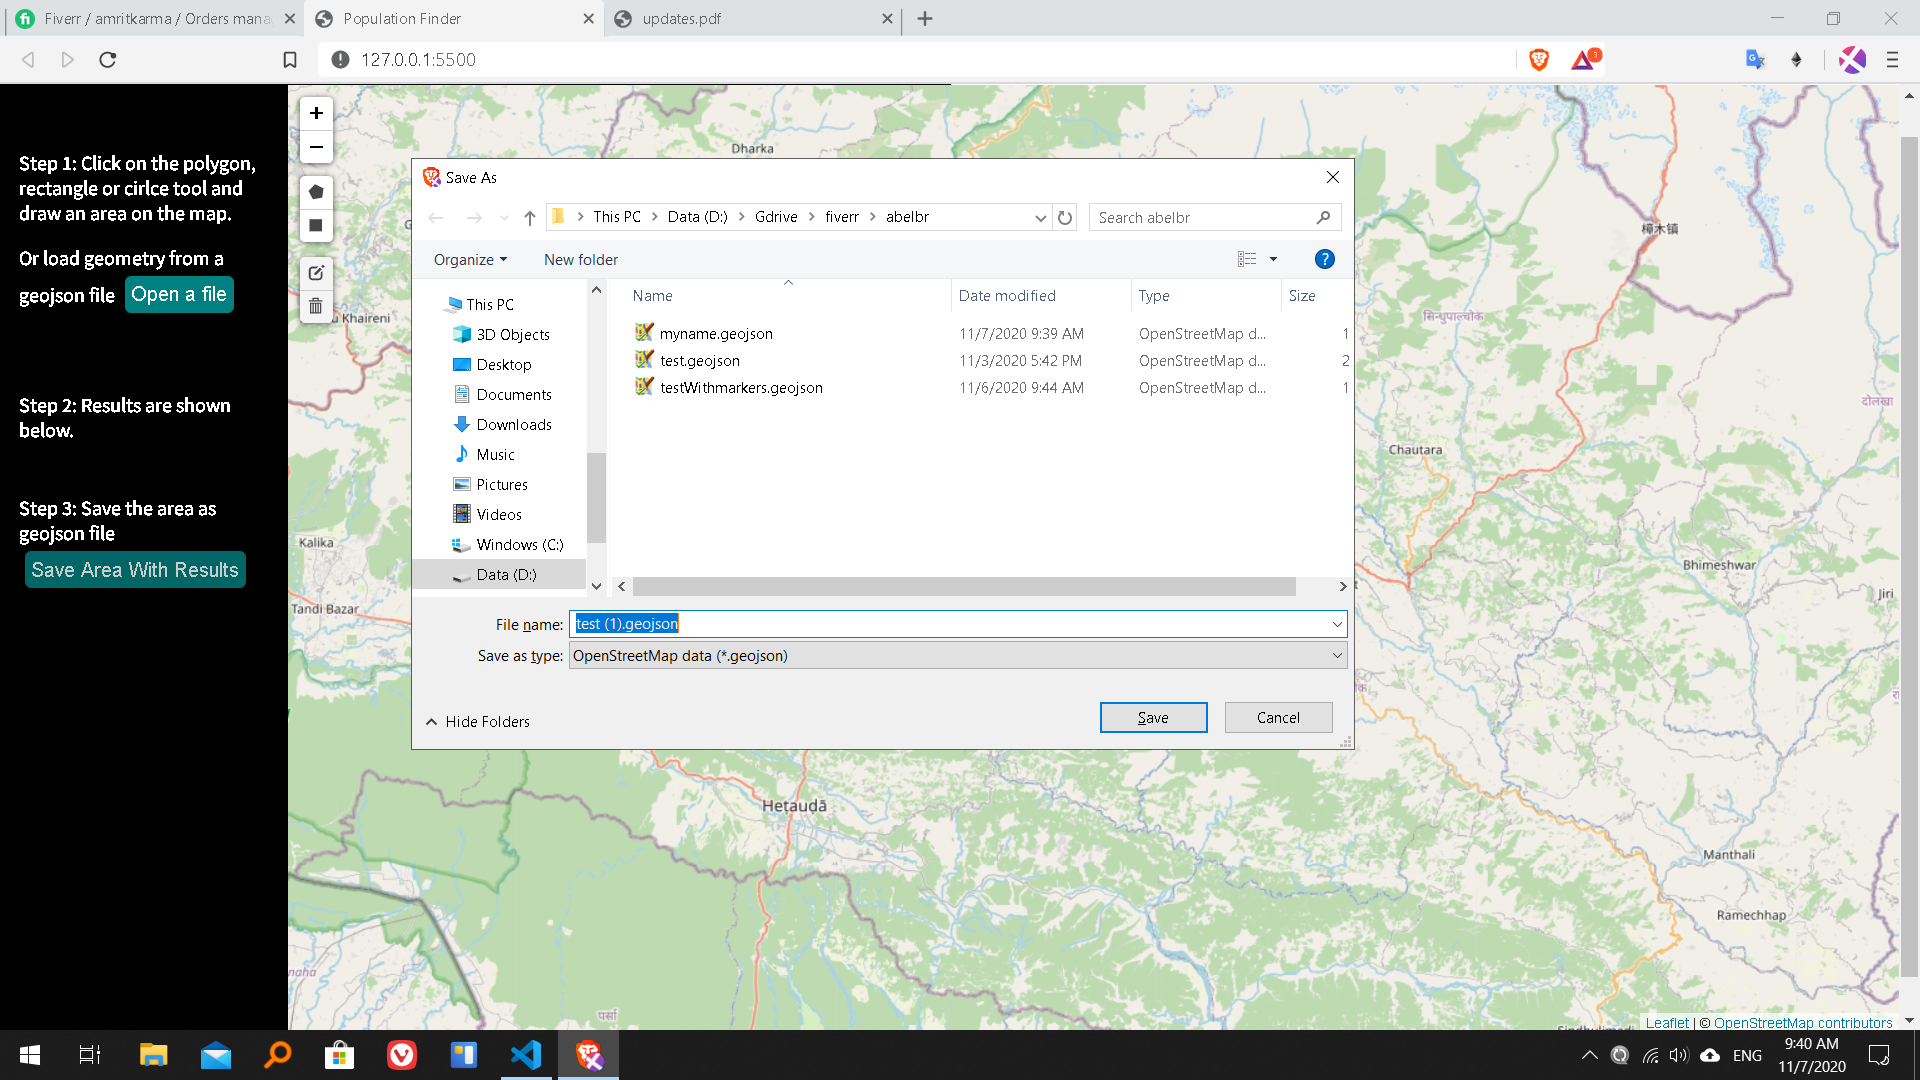 Fiverr / amritkarma / Orders mana
Population Finder
updates.pdf
127.0.0.1:5500
3
Step 1: Click on the polygon,
rectangle or cirlce tool and
draw an area on the map.
Or load geometry from a
geojson file
Open a file
Step 2: Results are shown
below.
Step 3: Save the area as
geojson file
Save Area With Results
+
−
Save As
This PC
Data (D:)
Gdrive
fiverr
abelbr
Search abelbr
Organize
New folder
?
This PC
3D Objects
Desktop
Documents
Downloads
Music
Pictures
Videos
Windows (C:)
Data (D:)
Name
Date modified
Type
Size
myname.geojson
11/7/2020 9:39 AM
OpenStreetMap d...
1
test.geojson
11/3/2020 5:42 PM
OpenStreetMap d...
2
testWithmarkers.geojson
11/6/2020 9:44 AM
OpenStreetMap d...
1
File name:
test (1).geojson
Save as type:
OpenStreetMap data (*.geojson)
Hide Folders
Save
Cancel
Dharka
Khaireni
Kalika
Tandi Bazar
樟木镇
सिन्धुपाल्चोक
दोलखा
Chautara
Bhimeshwar
Jiri
Heṭauḍā
Manthali
Ramechhap
पर्सा
Leaflet | © OpenStreetMap contributors
ENG
9:40 AM
11/7/2020